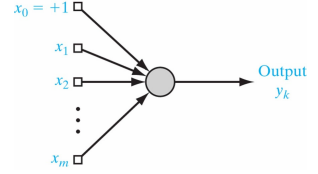 x₀ = +1
x₁
x₂
Output
yₖ
xₘ